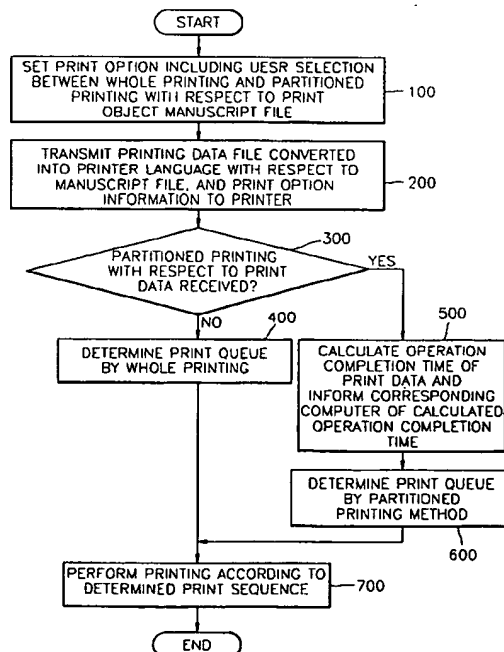 START
SET PRINT OPTION INCLUDING UESR SELECTION
BETWEEN WHOLE PRINTING AND PARTITIONED
PRINTING WITH RESPECT TO PRINT
OBJECT MANUSCRIPT FILE
100
TRANSMIT PRINTING DATA FILE CONVERTED
INTO PRINTER LANGUAGE WITH RESPECT TO
MANUSCRIPT FILE, AND PRINT OPTION
INFORMATION TO PRINTER
200
300
PARTITIONED PRINTING
WITH RESPECT TO PRINT
DATA RECEIVED?
YES
NO
400
DETERMINE PRINT QUEUE
BY WHOLE PRINTING
500
CALCULATE OPERATION
COMPLETION TIME OF
PRINT DATA AND
INFORM CORRESPONDING
COMPUTER OF CALCULATED
OPERATION COMPLETION
TIME
DETERMINE PRINT QUEUE
BY PARTITIONED
PRINTING METHOD
600
PERFORM PRINTING ACCORDING TO
DETERMINED PRINT SEQUENCE
700
END